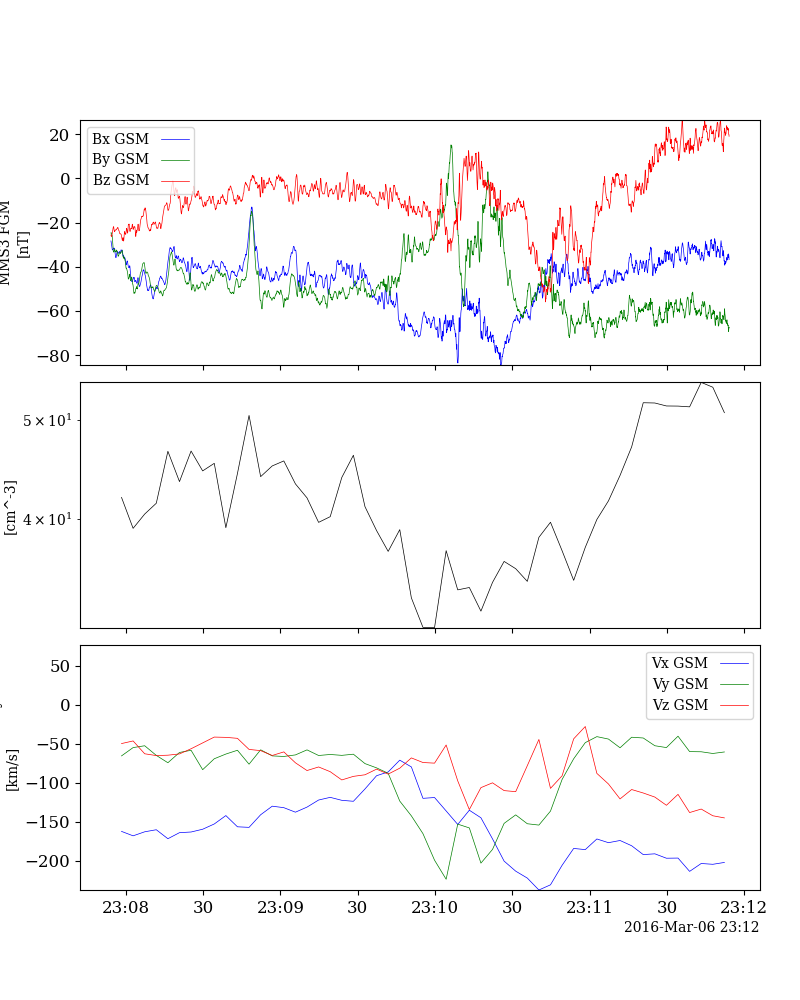 Bx GSM
By GSM
Bz GSM
20
0
−20
−40
−60
−80
MMS3 FGM
[nT]
5 × 10¹
4 × 10¹
[cm^-3]
Vx GSM
Vy GSM
Vz GSM
50
0
−50
−100
−150
−200
[km/s]
23:08 30 23:09 30 23:10 30 23:11 30 23:12
2016-Mar-06 23:12